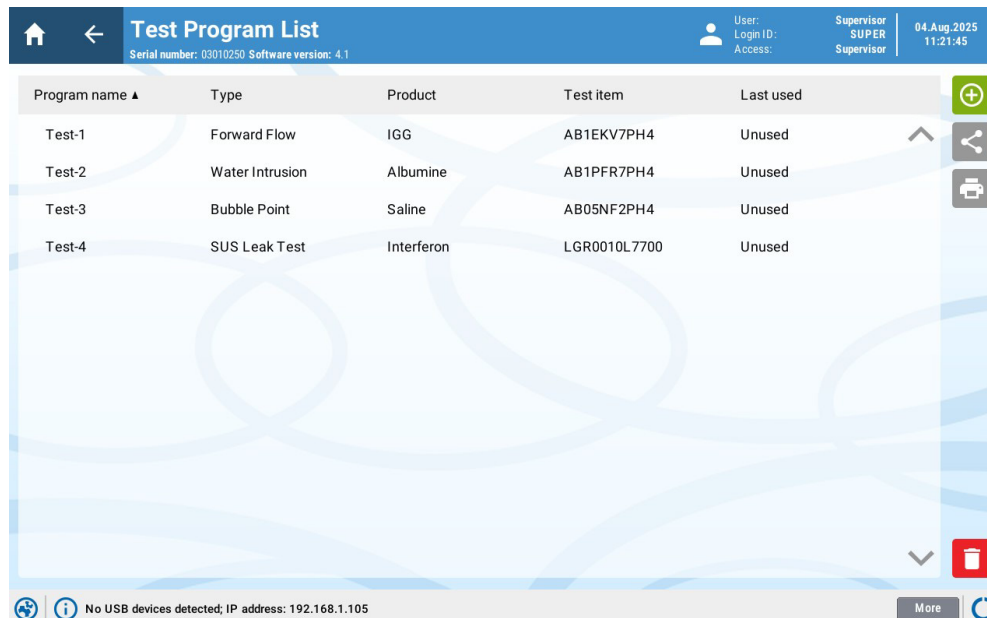 Test Program List
Serial number: 03010250 Software version: 4.1
User: Supervisor
Login ID: SUPER
Access: Supervisor
04.Aug.2025
11:21:45
Program name ▲ Type Product Test item Last used
Test-1 Forward Flow IGG AB1EKV7PH4 Unused
Test-2 Water Intrusion Albumine AB1PFR7PH4 Unused
Test-3 Bubble Point Saline AB05NF2PH4 Unused
Test-4 SUS Leak Test Interferon LGR0010L7700 Unused
No USB devices detected; IP address: 192.168.1.105
More